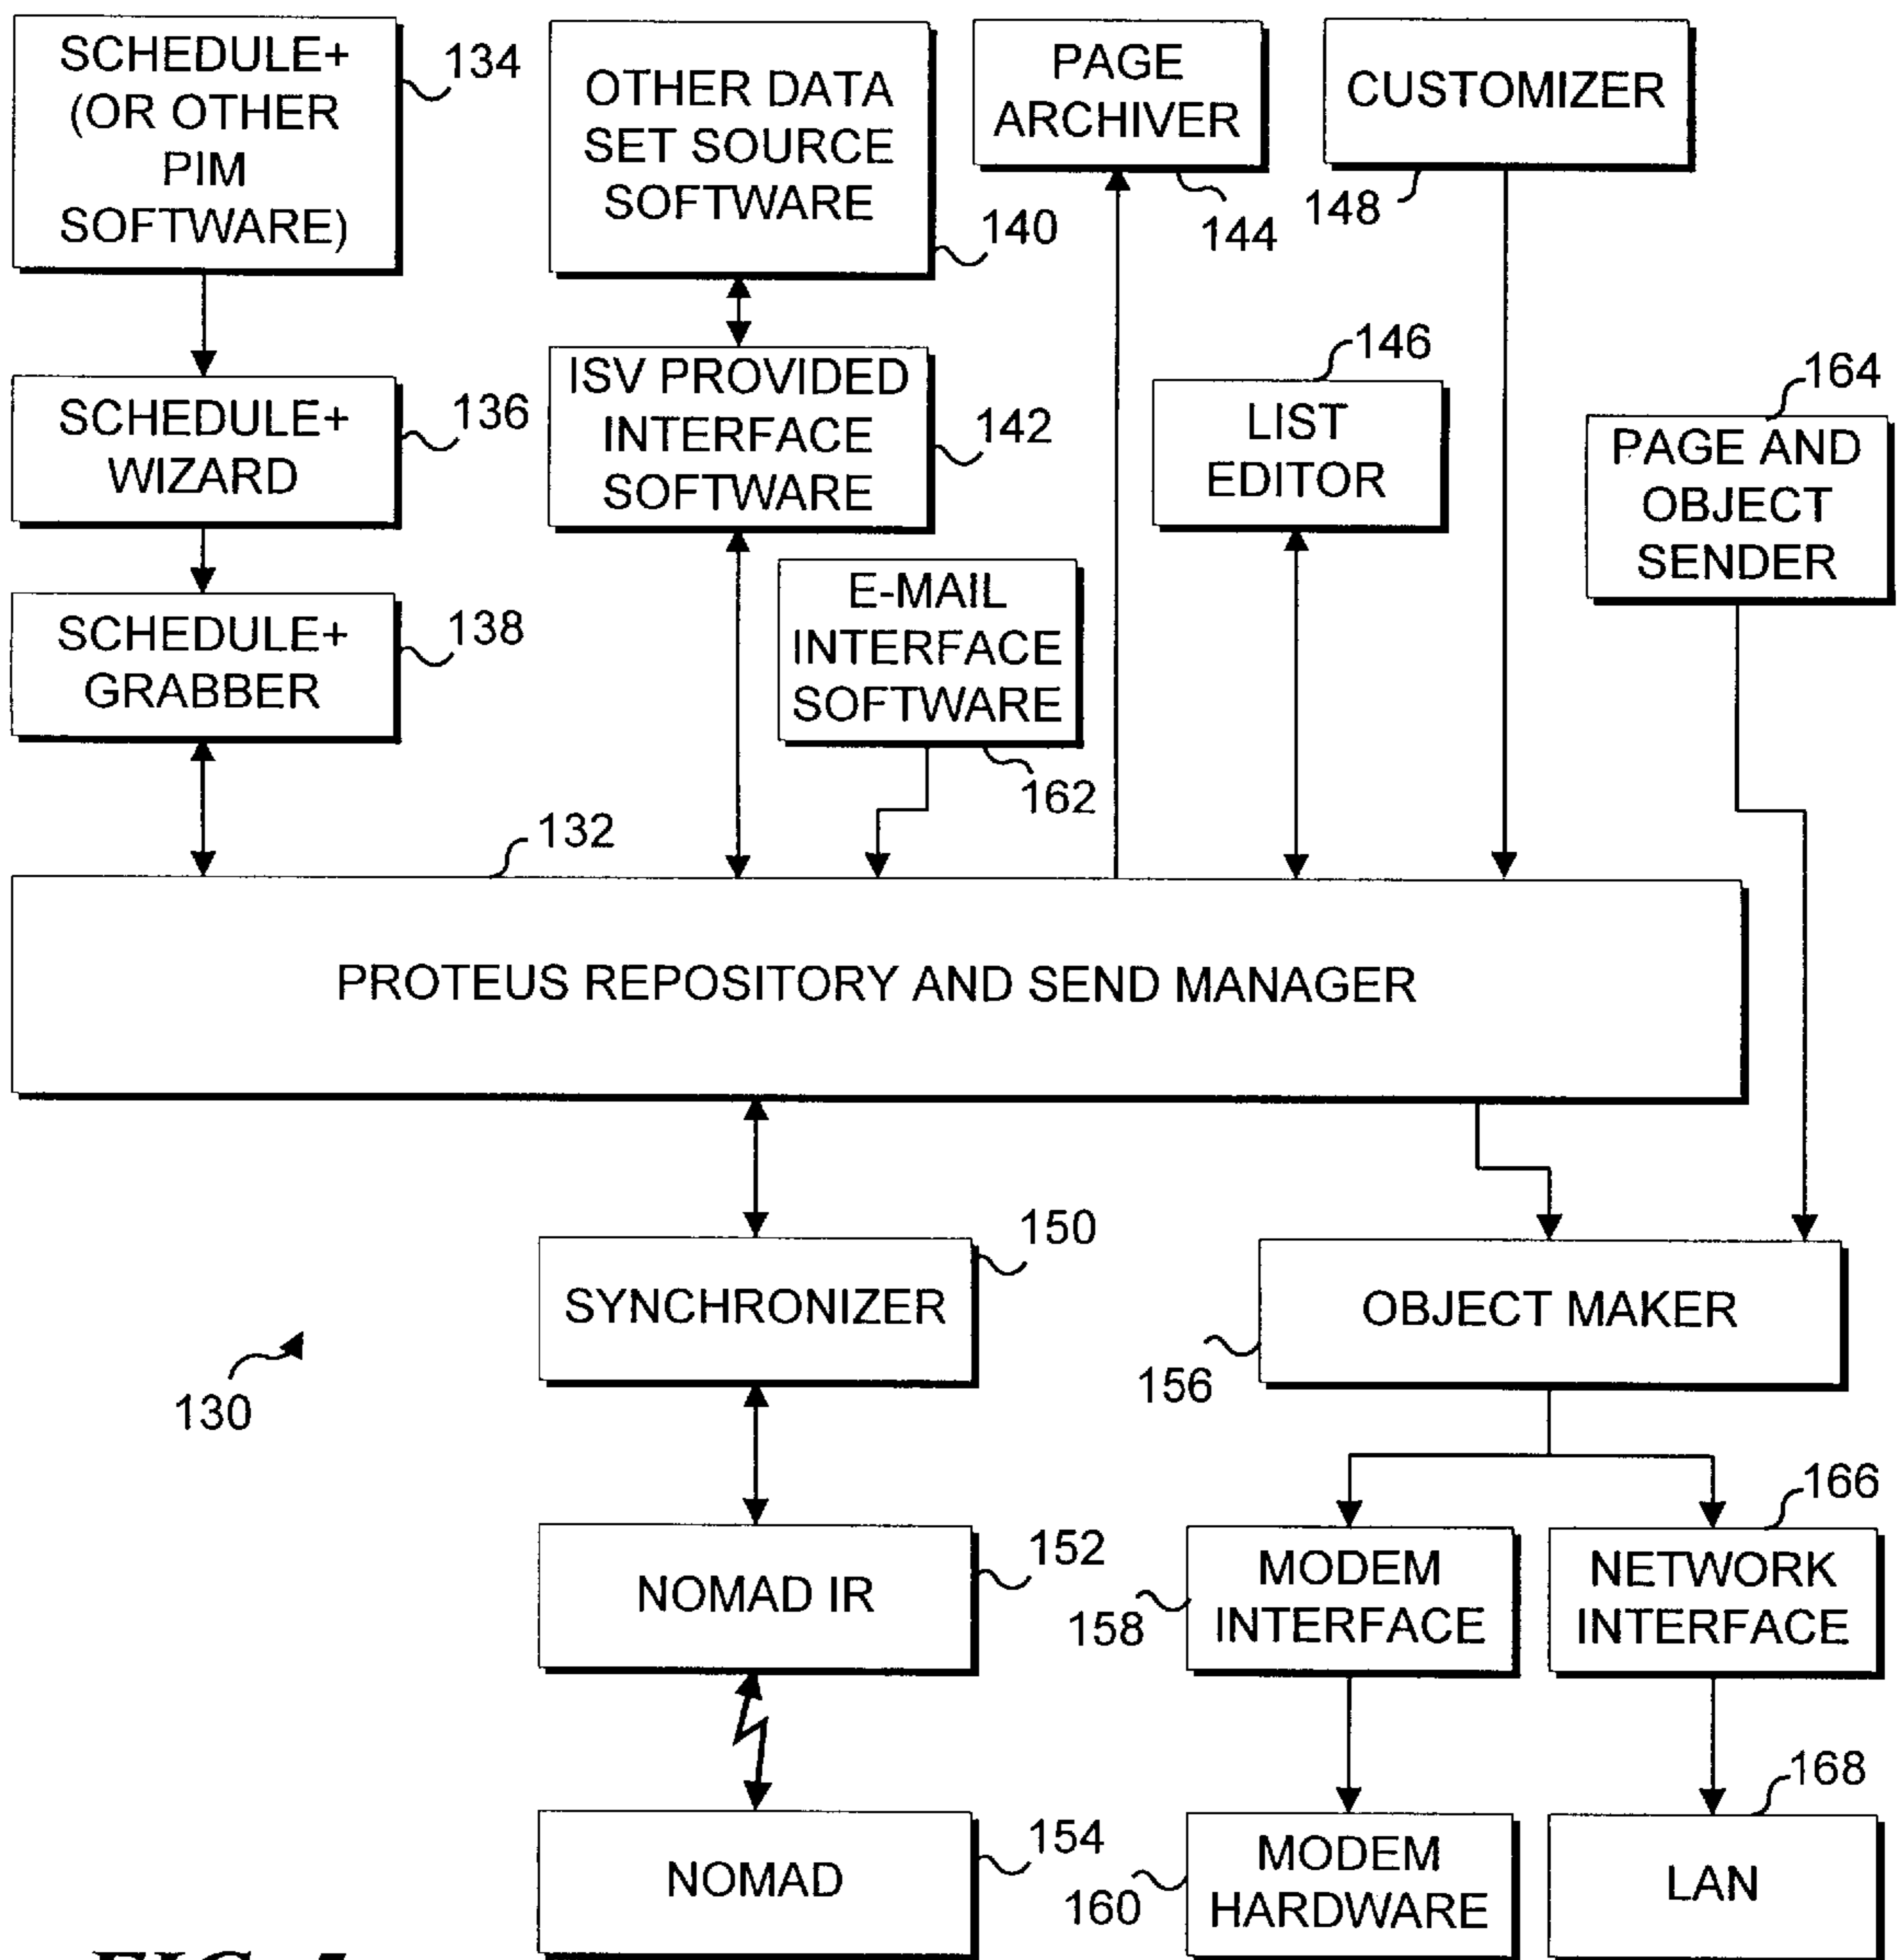 SCHEDULE+
(OR OTHER
PIM
SOFTWARE)
134
OTHER DATA
SET SOURCE
SOFTWARE
140
PAGE
ARCHIVER
144
CUSTOMIZER
148
SCHEDULE+
WIZARD
136
ISV PROVIDED
INTERFACE
SOFTWARE
142
146
LIST
EDITOR
164
PAGE AND
OBJECT
SENDER
SCHEDULE+
GRABBER
138
E-MAIL
INTERFACE
SOFTWARE
162
132
PROTEUS REPOSITORY AND SEND MANAGER
150
SYNCHRONIZER
OBJECT MAKER
156
130
152
NOMAD IR
MODEM
INTERFACE
158
166
NETWORK
INTERFACE
154
NOMAD
MODEM
HARDWARE
160
168
LAN